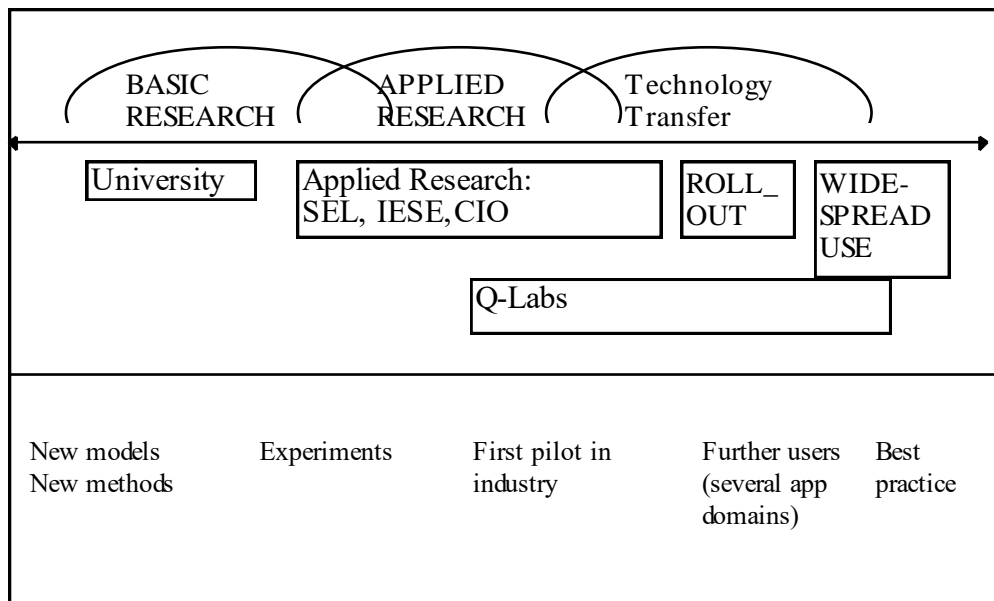 BASIC
RESEARCH
APPLIED
RESEARCH
Technology
Transfer
University
Applied Research:
SEL, IESE, CIO
ROLL_
OUT
WIDE-
SPREAD
USE
Q-Labs
New models
New methods
Experiments
First pilot in
industry
Further users
(several app
domains)
Best
practice